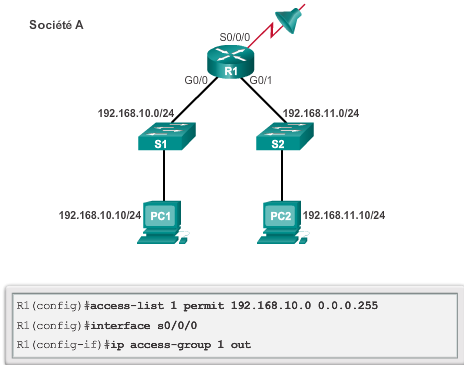 Société A
S0/0/0
R1
G0/0
G0/1
192.168.10.0/24
192.168.11.0/24
S1
S2
192.168.10.10/24
PC1
PC2
192.168.11.10/24
R1(config)#access-list 1 permit 192.168.10.0 0.0.0.255
R1(config)#interface s0/0/0
R1(config-if)#ip access-group 1 out